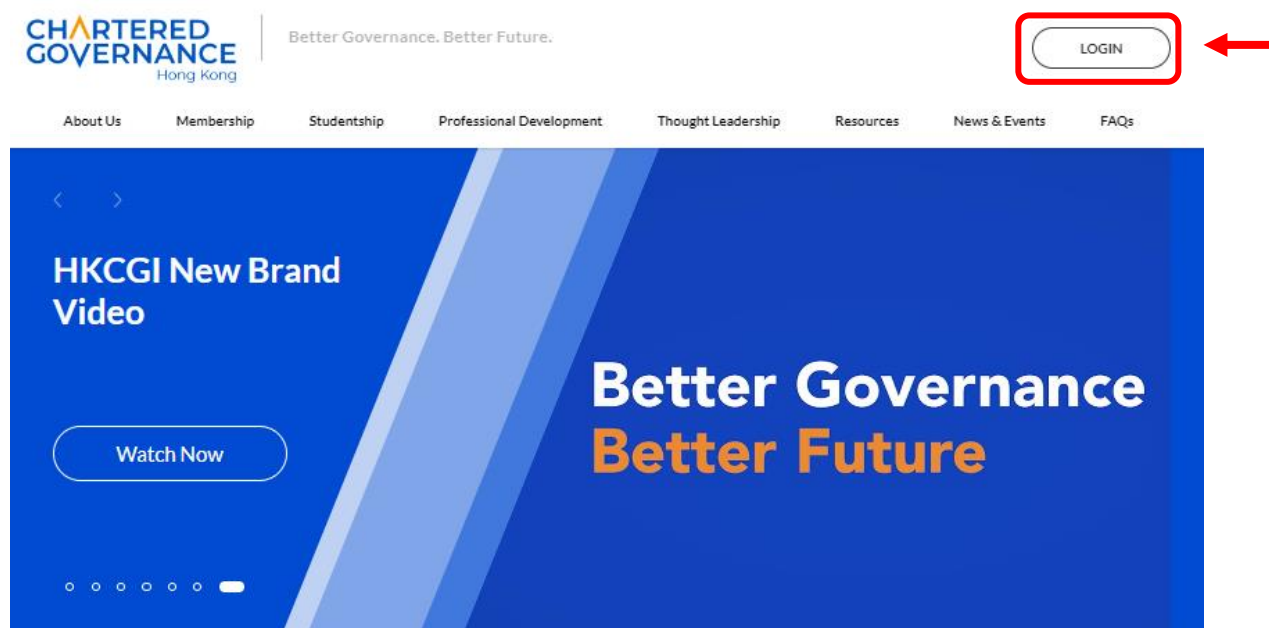 CHARTERED
GOVERNANCE
Hong Kong
Better Governance. Better Future.
LOGIN
About Us Membership Studentship Professional Development Thought Leadership Resources News & Events FAQs
HKCGI New Brand
Video
Watch Now
Better Governance
Better Future